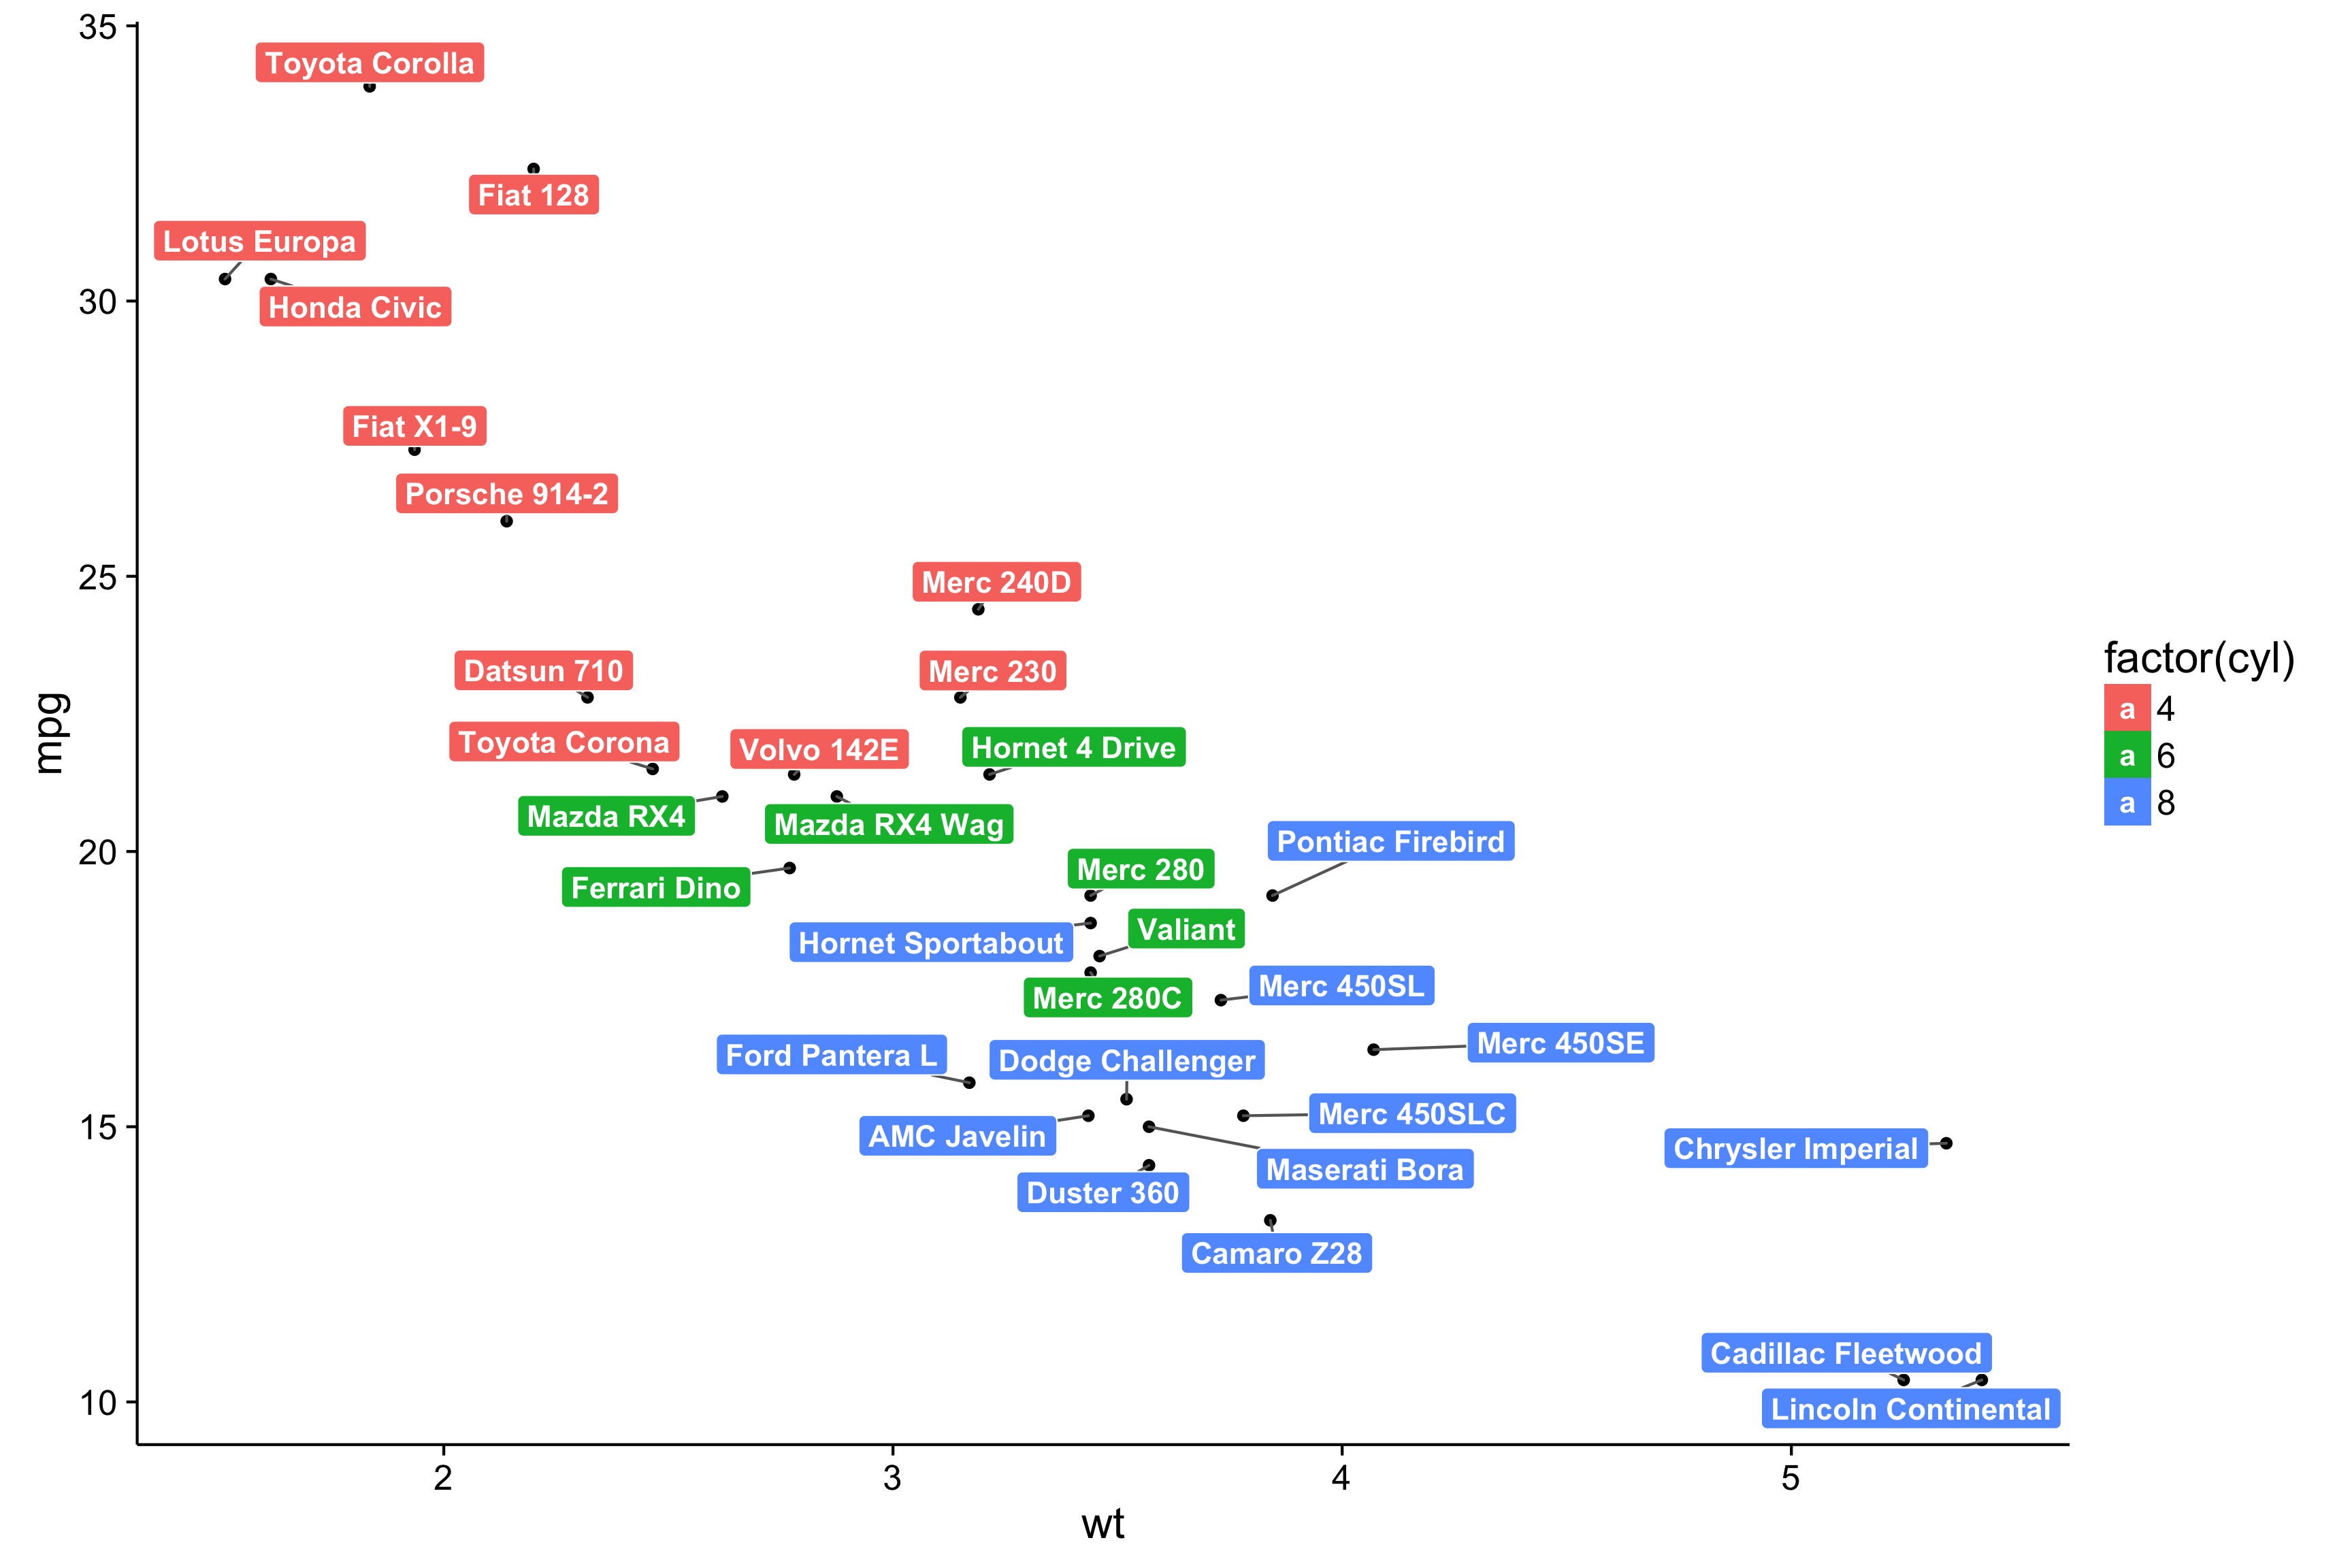 35
Toyota Corolla
Fiat 128
Lotus Europa
30
Honda Civic
Fiat X1-9
Porsche 914-2
25
Merc 240D
Datsun 710
Merc 230
mpg
Toyota Corona
Volvo 142E
Hornet 4 Drive
Mazda RX4
Mazda RX4 Wag
20
Pontiac Firebird
Merc 280
Ferrari Dino
Valiant
Hornet Sportabout
Merc 450SL
Merc 280C
Merc 450SE
Ford Pantera L
Dodge Challenger
Merc 450SLC
15
AMC Javelin
Chrysler Imperial
Maserati Bora
Duster 360
Camaro Z28
Cadillac Fleetwood
10
Lincoln Continental
2 3 4 5
wt
factor(cyl)
a 4
a 6
a 8